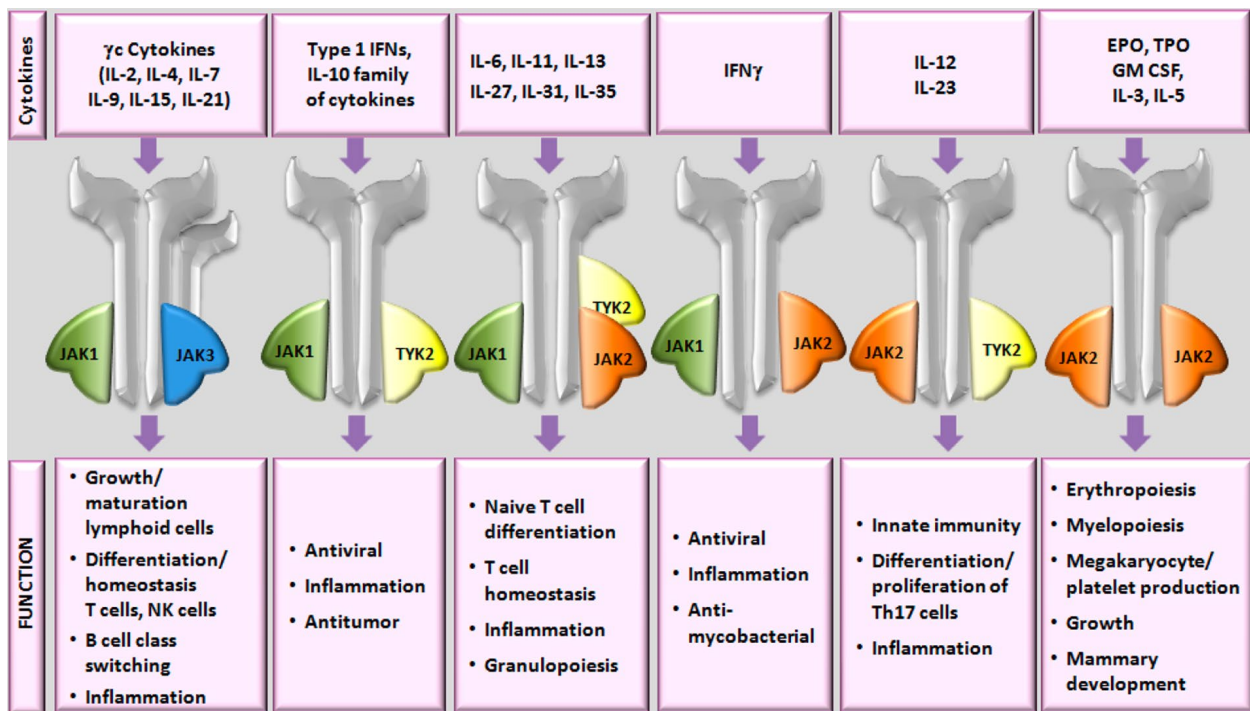 Cytokines
γc Cytokines
(IL-2, IL-4, IL-7
IL-9, IL-15, IL-21)
Type 1 IFNs,
IL-10 family
of cytokines
IL-6, IL-11, IL-13
IL-27, IL-31, IL-35
IFNγ
IL-12
IL-23
EPO, TPO
GM CSF,
IL-3, IL-5
JAK1
JAK3
JAK1
TYK2
JAK1
TYK2
JAK2
JAK1
JAK2
JAK2
TYK2
JAK2
JAK2
FUNCTION
• Growth/
maturation
lymphoid cells
• Differentiation/
homeostasis
T cells, NK cells
• B cell class
switching
• Inflammation
• Antiviral
• Inflammation
• Antitumor
• Naive T cell
differentiation
• T cell
homeostasis
• Inflammation
• Granulopoiesis
• Antiviral
• Inflammation
• Anti-
mycobacterial
• Innate immunity
• Differentiation/
proliferation of
Th17 cells
• Inflammation
• Erythropoiesis
• Myelopoiesis
• Megakaryocyte/
platelet production
• Growth
• Mammary
development